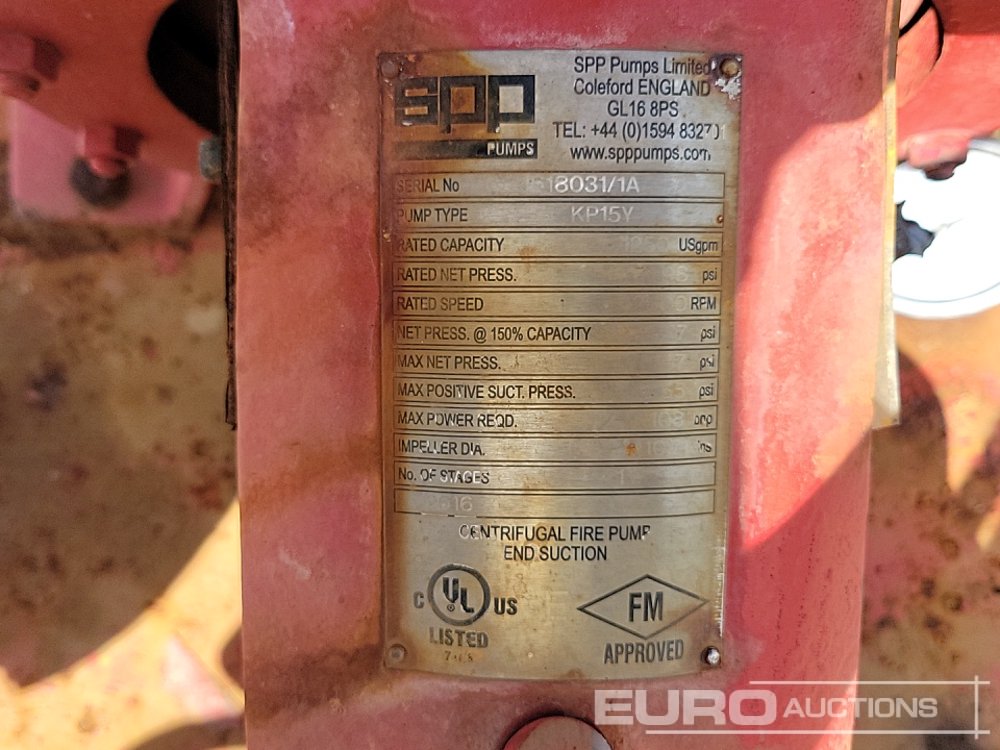 spp
PUMPS
SPP Pumps Limited
Coleford ENGLAND
GL16 8PS
TEL: +44 (0)1594 832701
www.spppumps.com
SERIAL No 18031/1A
PUMP TYPE KP15Y
RATED CAPACITY USgpm
RATED NET PRESS. psi
RATED SPEED RPM
NET PRESS. @ 150% CAPACITY psi
MAX NET PRESS. psi
MAX POSITIVE SUCT. PRESS. psi
MAX POWER REQD.
IMPELLER DIA. ins
No. OF STAGES 1
CENTRIFUGAL FIRE PUMP
END SUCTION
C UL US
LISTED
FM
APPROVED
EURO AUCTIONS